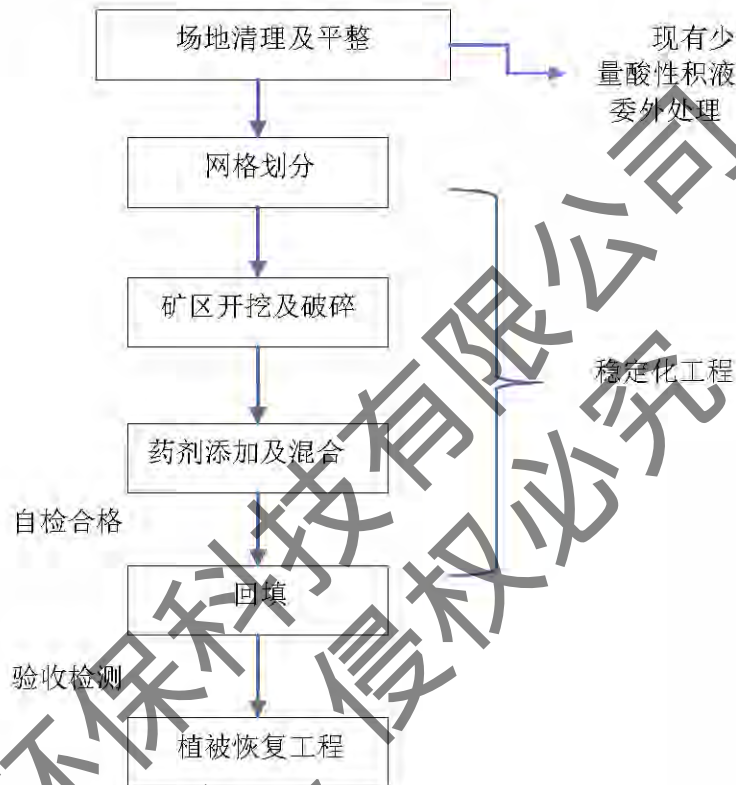 场地清理及平整
现有少
量酸性积液
委外处理
网格划分
矿区开挖及破碎
稳定化工程
药剂添加及混合
自检合格
回填
验收检测
植被恢复工程
环保科技有限公司
侵权必究